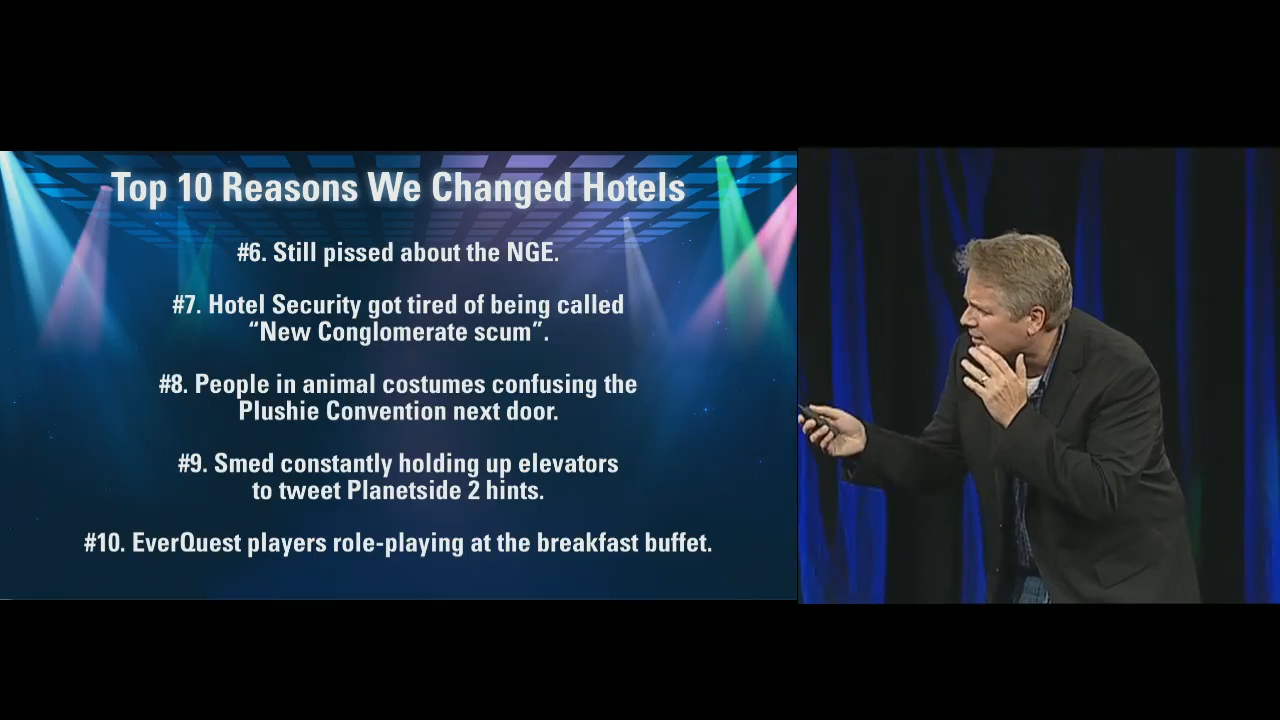 Top 10 Reasons We Changed Hotels
#6. Still pissed about the NGE.
#7. Hotel Security got tired of being called
“New Conglomerate scum”.
#8. People in animal costumes confusing the
Plushie Convention next door.
#9. Smed constantly holding up elevators
to tweet Planetside 2 hints.
#10. EverQuest players role-playing at the breakfast buffet.